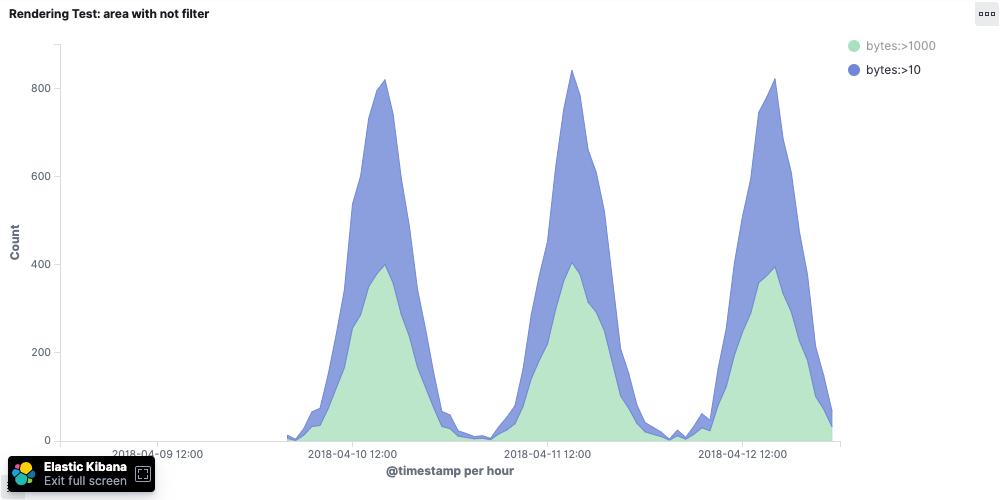 Rendering Test: area with not filter
bytes:>1000
bytes:>10
800
600
400
200
0
Count
2018-04-09 12:00
2018-04-10 12:00
2018-04-11 12:00
2018-04-12 12:00
@timestamp per hour
Elastic Kibana
Exit full screen